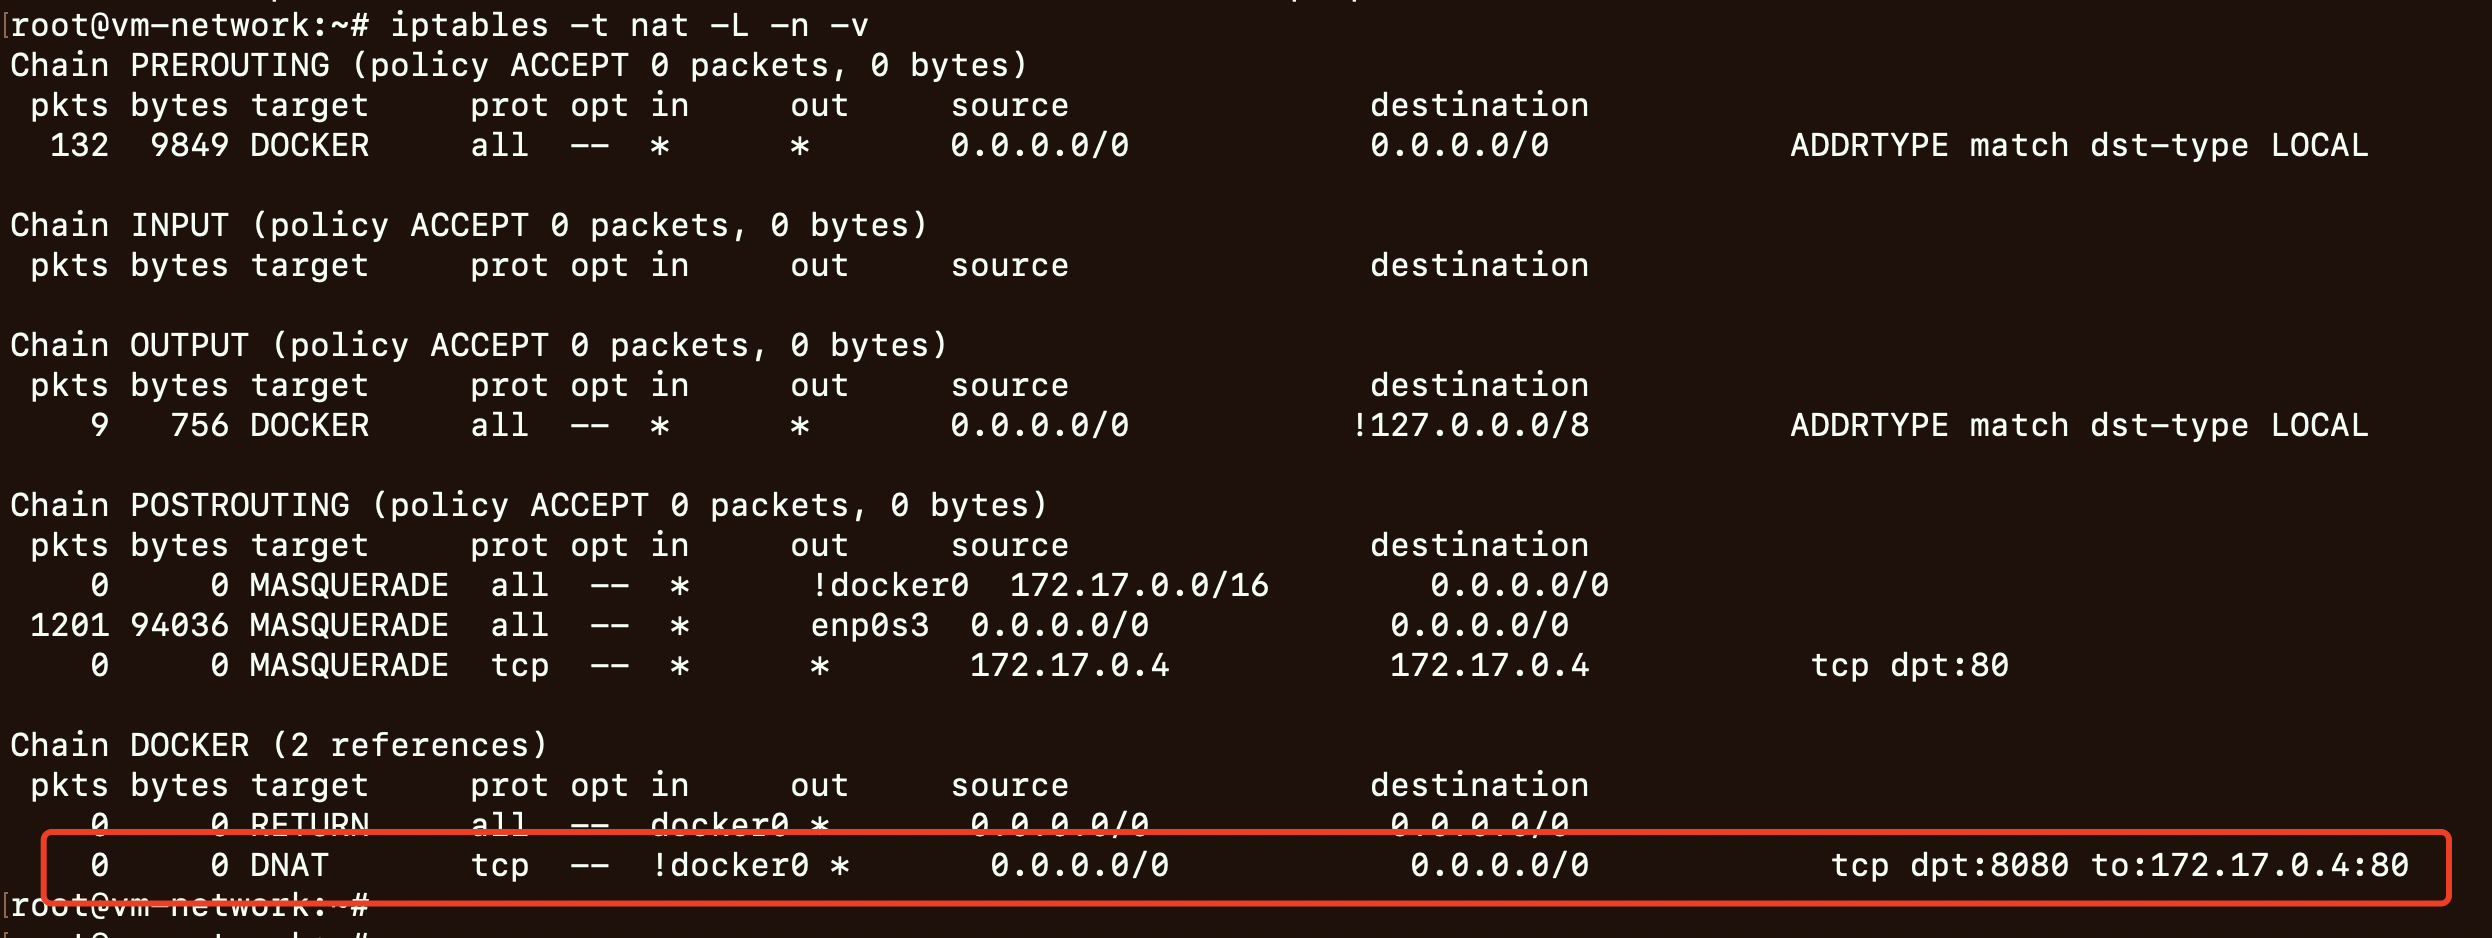 [root@vm-network:~# iptables -t nat -L -n -v
Chain PREROUTING (policy ACCEPT 0 packets, 0 bytes)
 pkts bytes target     prot opt in     out     source               destination
  132  9849 DOCKER     all  --  *      *       0.0.0.0/0            0.0.0.0/0            ADDRTYPE match dst-type LOCAL
Chain INPUT (policy ACCEPT 0 packets, 0 bytes)
 pkts bytes target     prot opt in     out     source               destination
Chain OUTPUT (policy ACCEPT 0 packets, 0 bytes)
 pkts bytes target     prot opt in     out     source               destination
    9   756 DOCKER     all  --  *      *       0.0.0.0/0           !127.0.0.0/8          ADDRTYPE match dst-type LOCAL
Chain POSTROUTING (policy ACCEPT 0 packets, 0 bytes)
 pkts bytes target     prot opt in     out     source               destination
    0     0 MASQUERADE  all  --  *      !docker0  172.17.0.0/16        0.0.0.0/0
 1201 94036 MASQUERADE  all  --  *      enp0s3  0.0.0.0/0            0.0.0.0/0
    0     0 MASQUERADE  tcp  --  *      *       172.17.0.4           172.17.0.4           tcp dpt:80
Chain DOCKER (2 references)
 pkts bytes target     prot opt in     out     source               destination
    0     0 RETURN     all  --  docker0 *       0.0.0.0/0            0.0.0.0/0
    0     0 DNAT       tcp  --  !docker0 *       0.0.0.0/0            0.0.0.0/0            tcp dpt:8080 to:172.17.0.4:80
[root@vm-network:~#